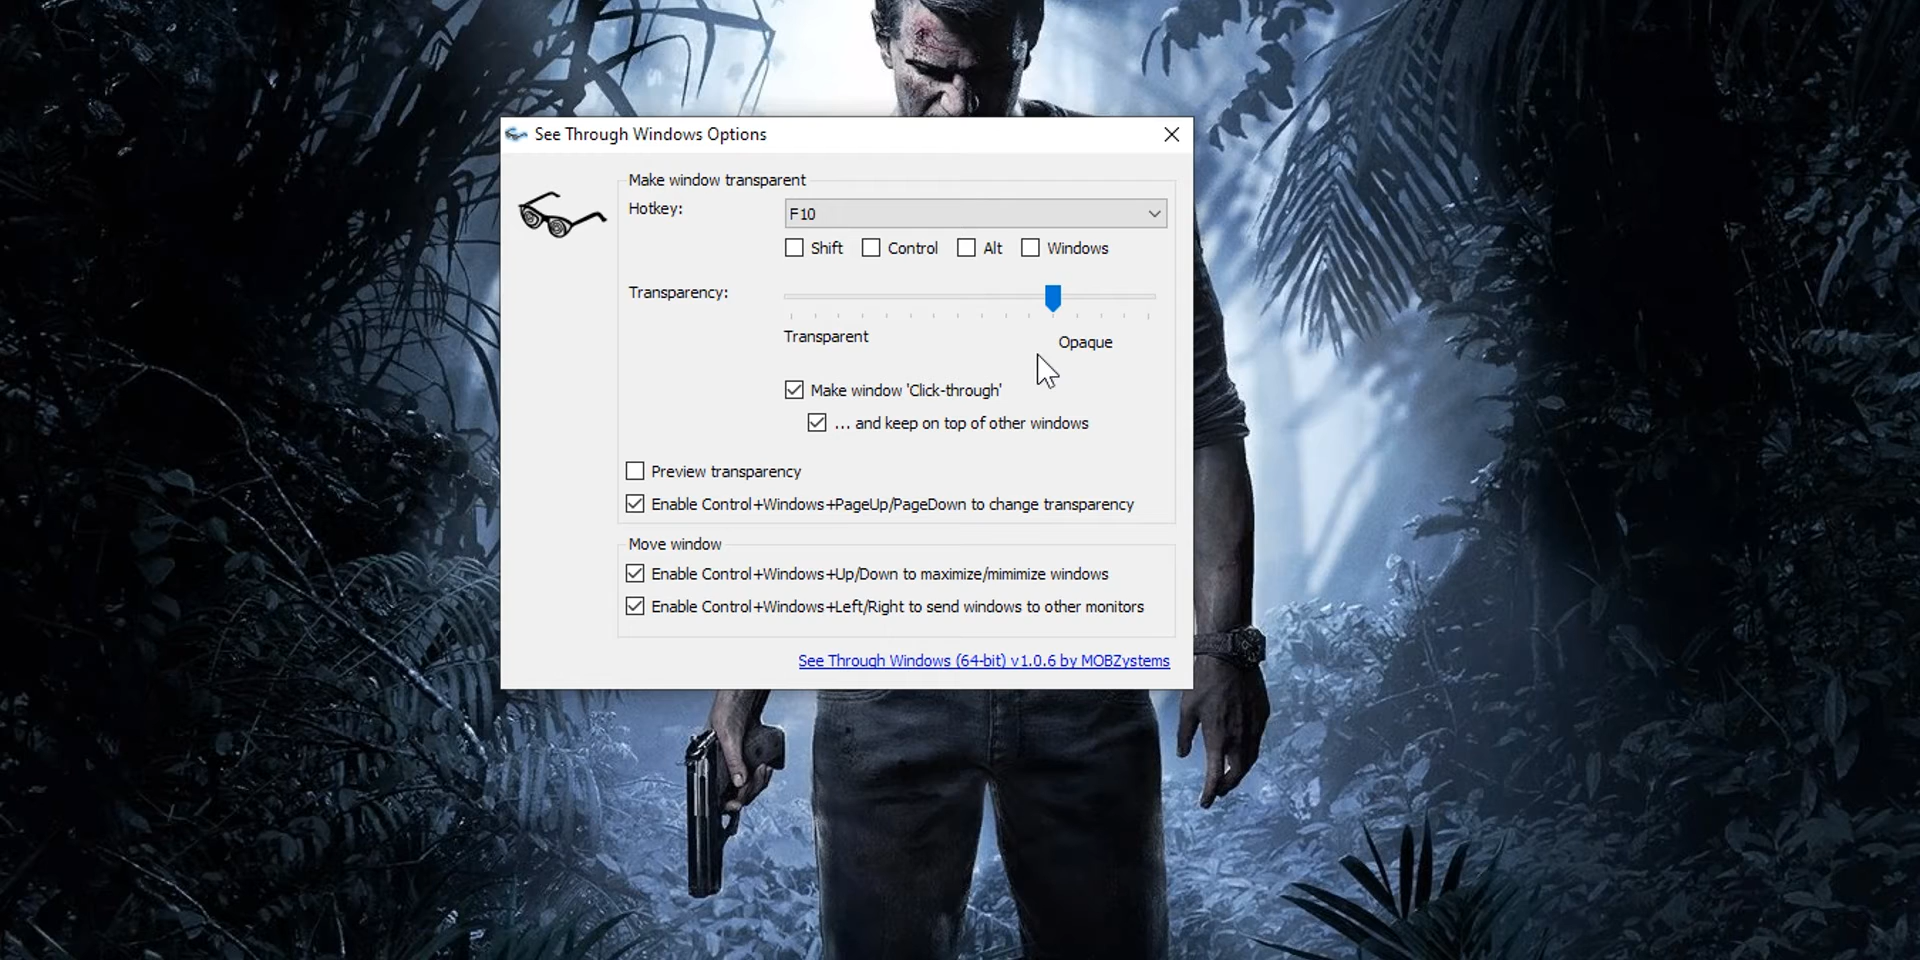 See Through Windows Options
Make window transparent
Hotkey:
F10
Shift Control Alt Windows
Transparency:
Transparent
Opaque
Make window 'Click-through'
... and keep on top of other windows
Preview transparency
Enable Control+Windows+PageUp/PageDown to change transparency
Move window
Enable Control+Windows+Up/Down to maximize/mimimize windows
Enable Control+Windows+Left/Right to send windows to other monitors
See Through Windows (64-bit) v1.0.6 by MOBZystems